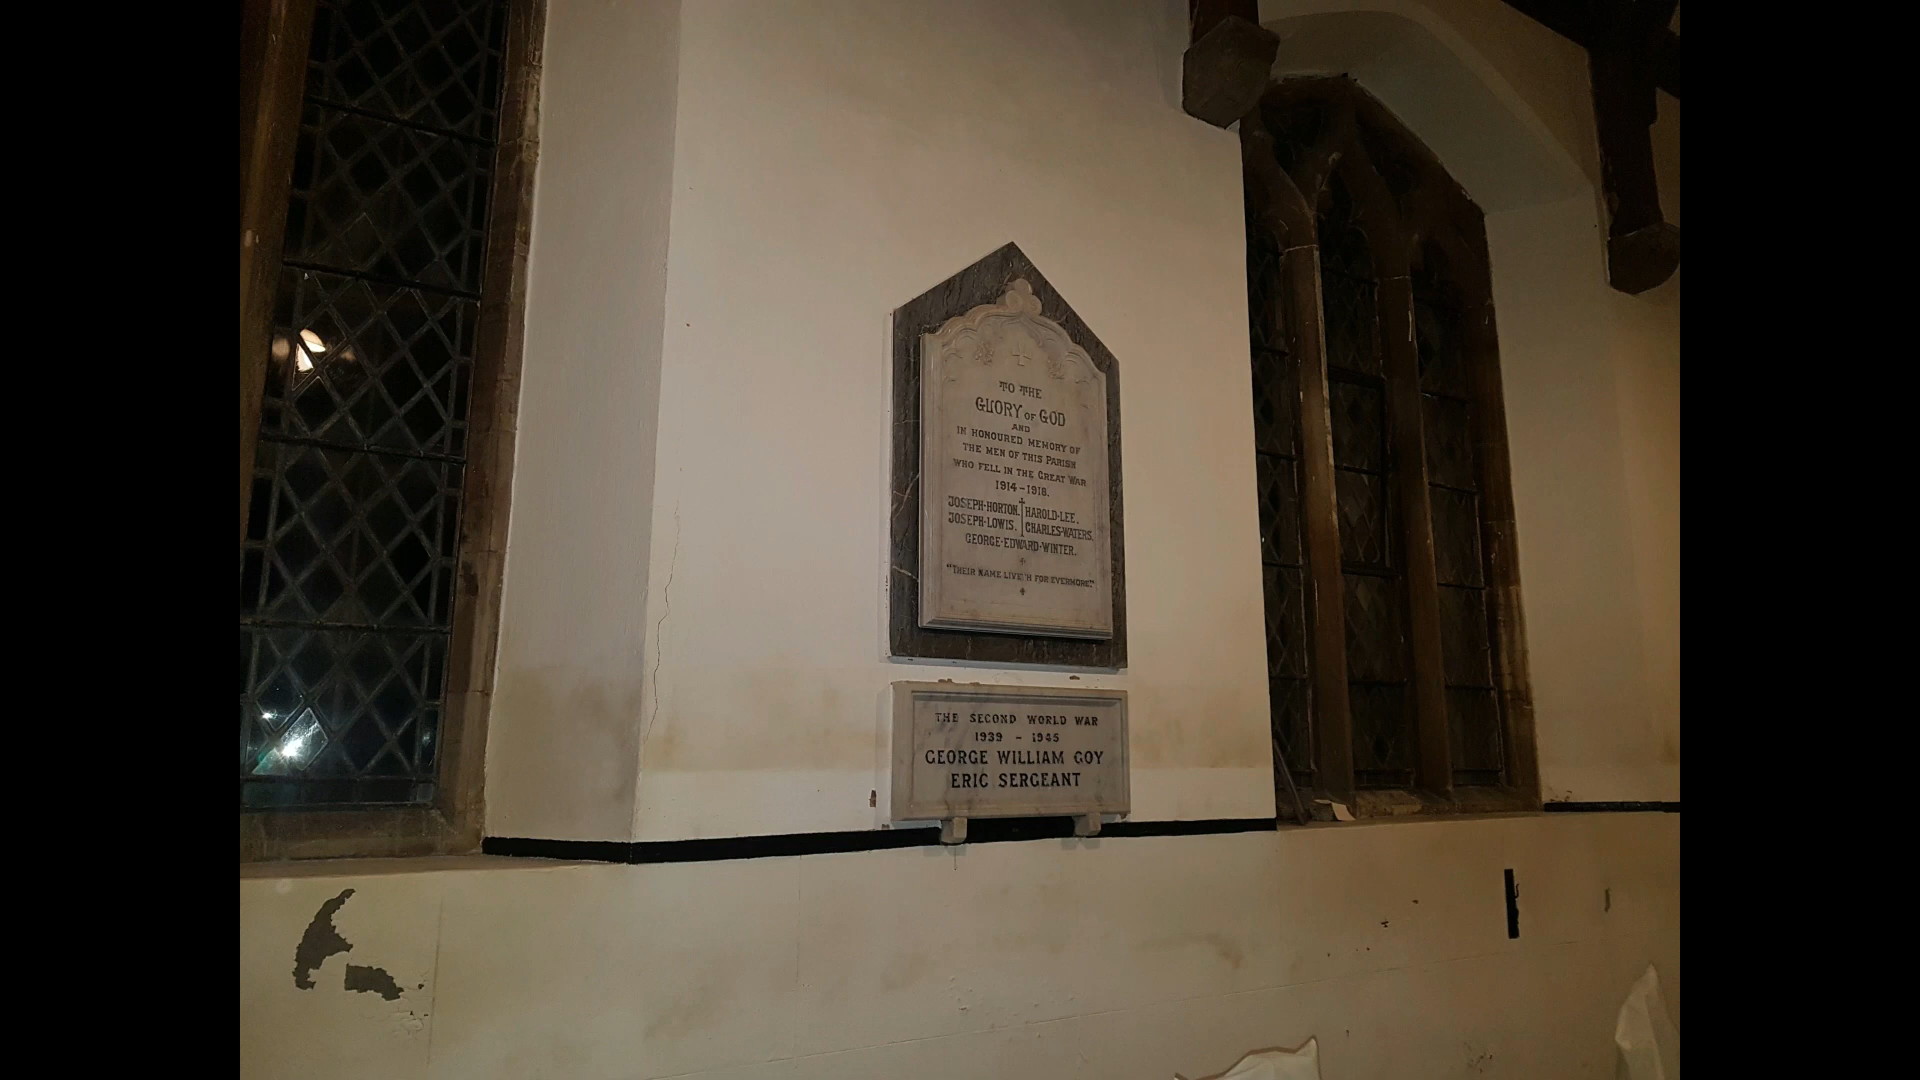 TO THE
GLORY OF GOD
AND
IN HONOURED MEMORY OF
THE MEN OF THIS PARISH
WHO FELL IN THE GREAT WAR
1914-1918.
JOSEPH·HORTON. HAROLD·LEE,
JOSEPH·LOWIS. CHARLES·WATERS,
GEORGE·EDWARD·WINTER.
"THEIR NAME LIVETH FOR EVERMORE."
THE SECOND WORLD WAR
1939 ~ 1945
GEORGE WILLIAM GOY
ERIC SERGEANT